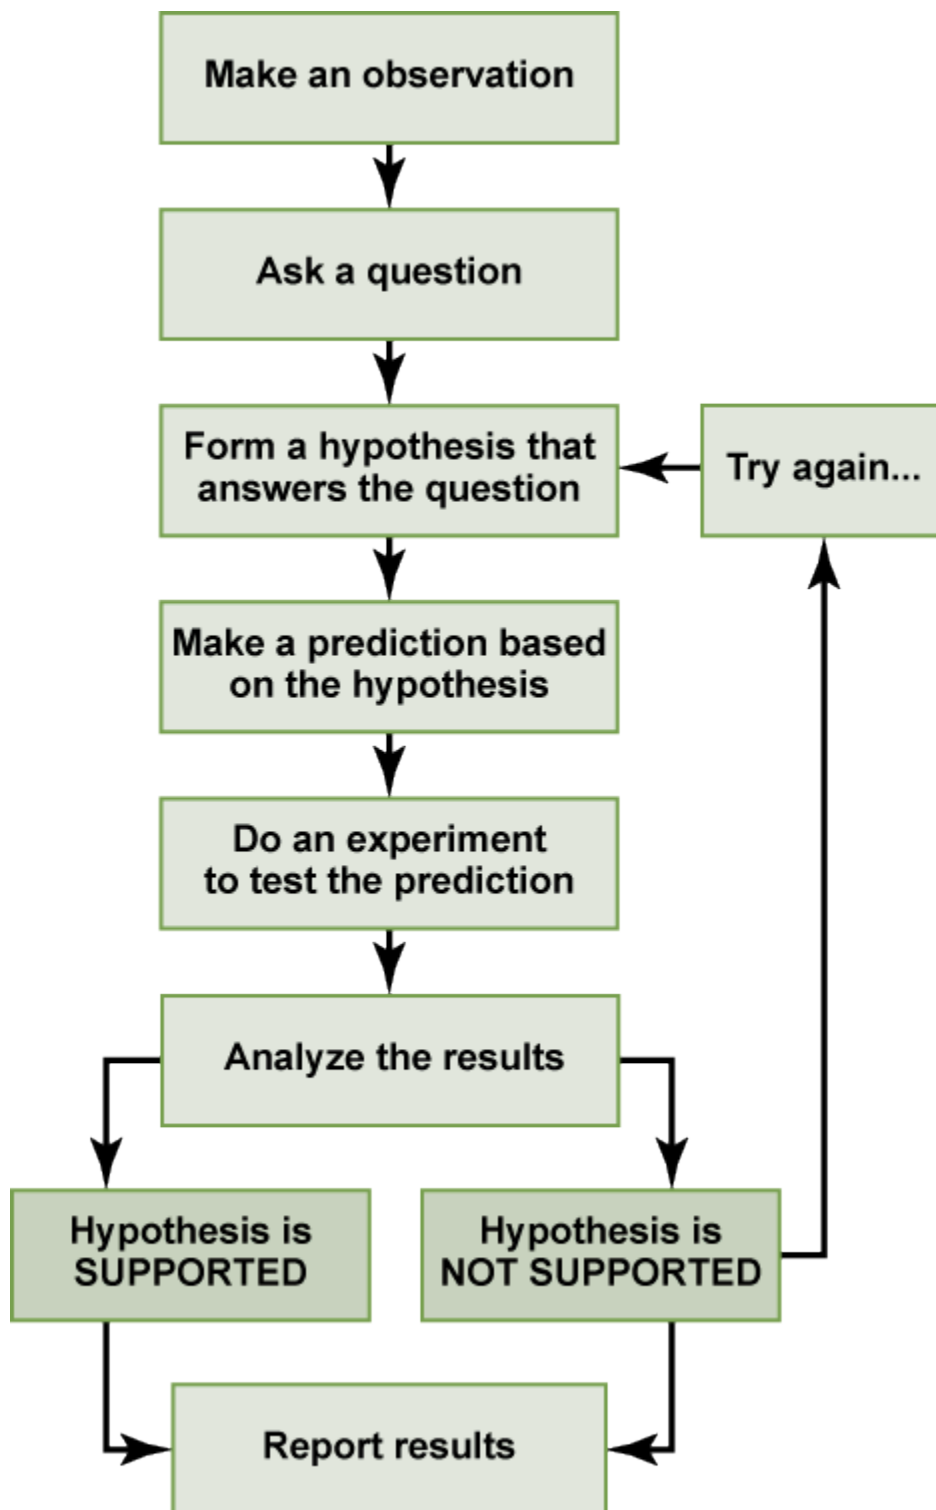 Make an observation
Ask a question
Form a hypothesis that
answers the question
Try again...
Make a prediction based
on the hypothesis
Do an experiment
to test the prediction
Analyze the results
Hypothesis is
SUPPORTED
Hypothesis is
NOT SUPPORTED
Report results